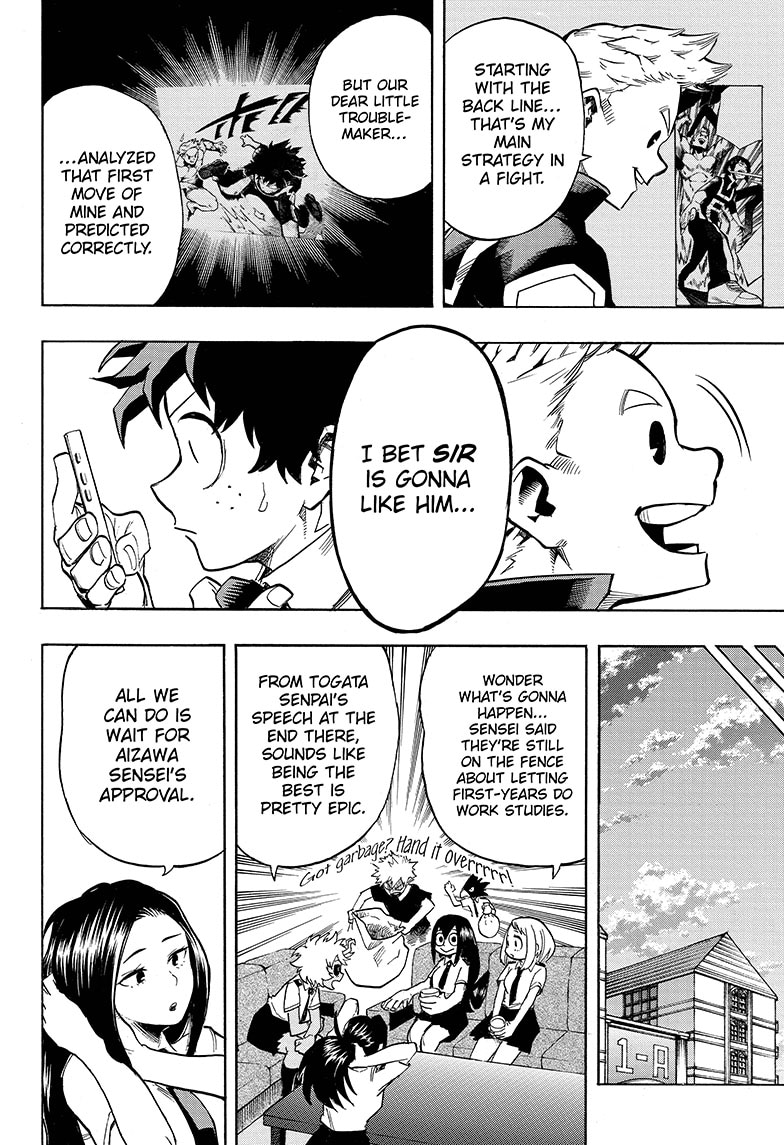 STARTING
WITH THE
BACK LINE...
THAT'S MY
MAIN
STRATEGY IN
A FIGHT.
BUT OUR
DEAR LITTLE
TROUBLE-
MAKER...
...ANALYZED
THAT FIRST
MOVE OF
MINE AND
PREDICTED
CORRECTLY.
I BET SIR
IS GONNA
LIKE HIM...
WONDER
WHAT'S GONNA
HAPPEN...
SENSEI SAID
THEY'RE STILL
ON THE FENCE
ABOUT LETTING
FIRST-YEARS DO
WORK STUDIES.
FROM TOGATA
SENPAI'S
SPEECH AT THE
END THERE,
SOUNDS LIKE
BEING THE
BEST IS
PRETTY EPIC.
Got garbage? Hand it overrrrrr!
ALL WE
CAN DO IS
WAIT FOR
AIZAWA
SENSEI'S
APPROVAL.
1-A